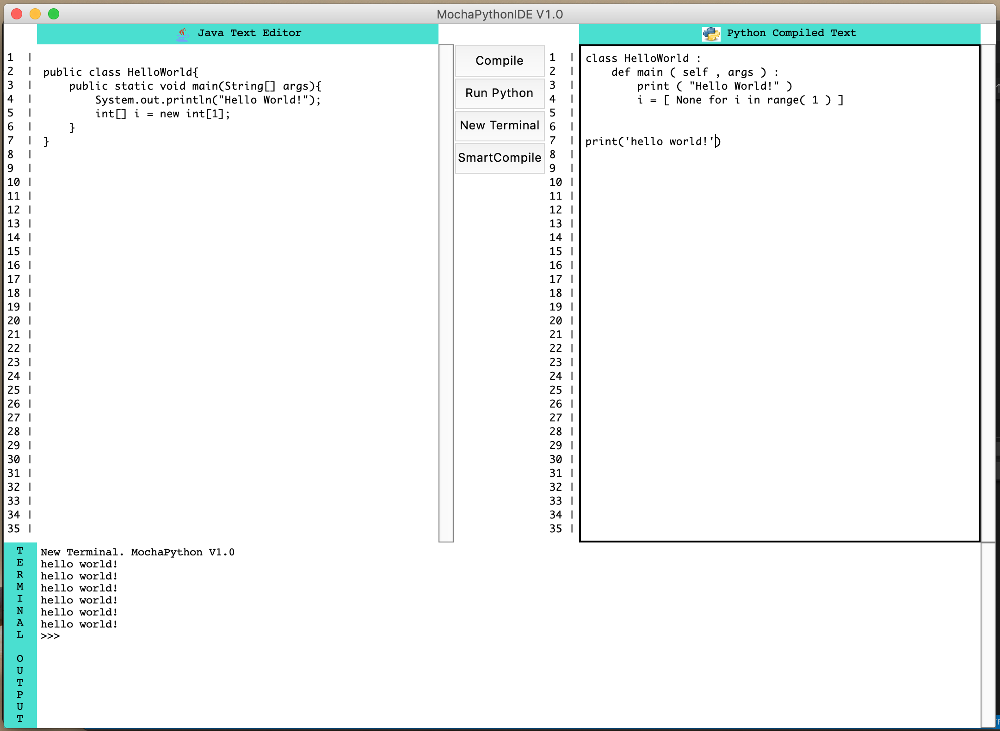 MochaPythonIDE V1.0
Java Text Editor
1 |
2 | public class HelloWorld{
3 |     public static void main(String[] args){
4 |         System.out.println("Hello World!");
5 |         int[] i = new int[1];
6 |     }
7 | }
8 |
9 |
10 |
11 |
12 |
13 |
14 |
15 |
16 |
17 |
18 |
19 |
20 |
21 |
22 |
23 |
24 |
25 |
26 |
27 |
28 |
29 |
30 |
31 |
32 |
33 |
34 |
35 |
Compile
Run Python
New Terminal
SmartCompile
Python Compiled Text
1 | class HelloWorld :
2 |     def main ( self , args ) :
3 |         print ( "Hello World!" )
4 |         i = [ None for i in range( 1 ) ]
5 |
6 |
7 | print('hello world!')
8 |
9 |
10 |
11 |
12 |
13 |
14 |
15 |
16 |
17 |
18 |
19 |
20 |
21 |
22 |
23 |
24 |
25 |
26 |
27 |
28 |
29 |
30 |
31 |
32 |
33 |
34 |
35 |
TERMINAL OUTPUT
New Terminal. MochaPython V1.0
hello world!
hello world!
hello world!
hello world!
hello world!
hello world!
>>>